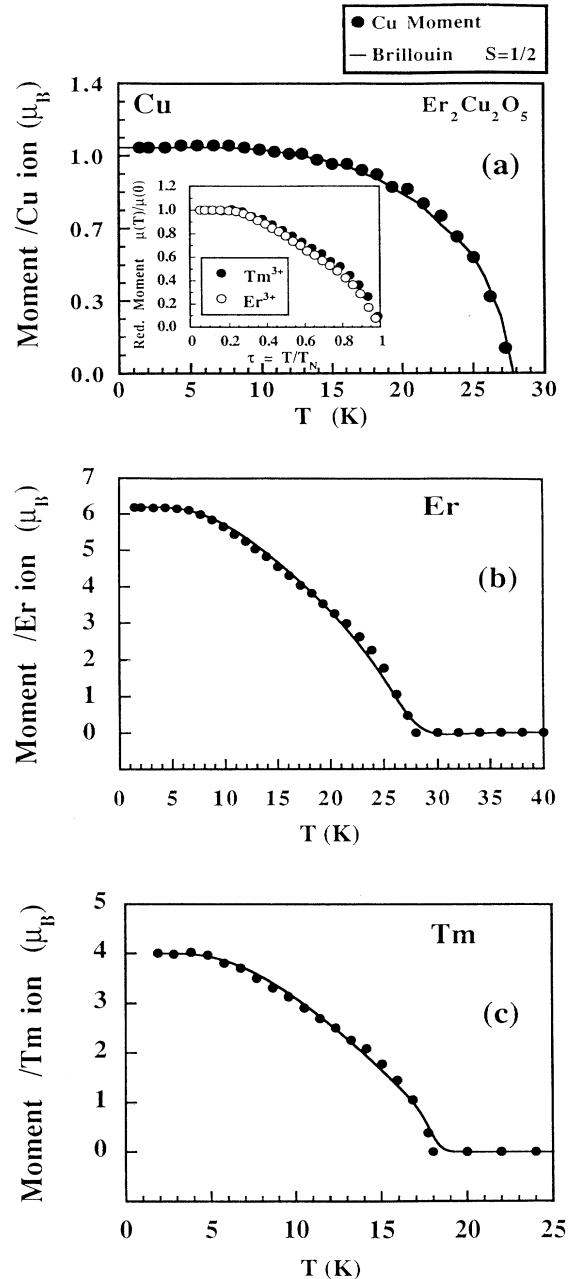 Cu Moment
Brillouin S=1/2
Cu
Er₂Cu₂O₅
(a)
Moment /Cu ion (μ_B)
1.4
1.0
0.7
0.3
0.0
0 5 10 15 20 25 30
T (K)
Red. Moment μ(T)/μ(0)
1.2
1.0
0.8
0.6
0.4
0.2
0.0
Tm³⁺
Er³⁺
0 0.2 0.4 0.6 0.8 1
τ = T/T_N
Er
(b)
Moment /Er ion (μ_B)
7
6
5
4
3
2
1
0
0 5 10 15 20 25 30 35 40
T (K)
Tm
(c)
Moment /Tm ion (μ_B)
5
4
3
2
1
0
0 5 10 15 20 25
T (K)